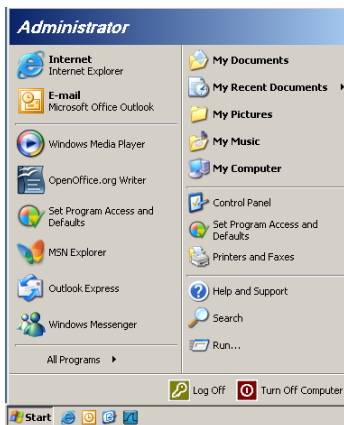 Administrator
Internet
Internet Explorer
E-mail
Microsoft Office Outlook
Windows Media Player
OpenOffice.org Writer
Set Program Access and
Defaults
MSN Explorer
Outlook Express
Windows Messenger
All Programs
My Documents
My Recent Documents
My Pictures
My Music
My Computer
Control Panel
Set Program Access and
Defaults
Printers and Faxes
Help and Support
Search
Run...
Log Off
Turn Off Computer
Start